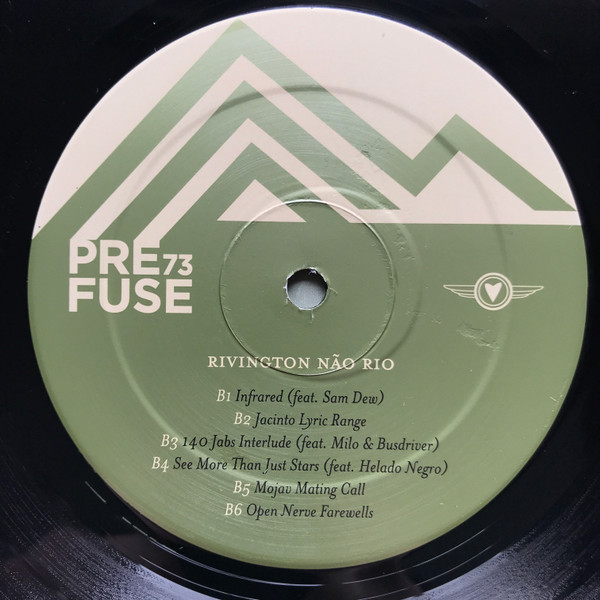 PRE73
FUSE
RIVINGTON NÃO RIO
B1 Infrared (feat. Sam Dew)
B2 Jacinto Lyric Range
B3 140 Jabs Interlude (feat. Milo & Busdriver)
B4 See More Than Just Stars (feat. Helado Negro)
B5 Mojav Mating Call
B6 Open Nerve Farewells